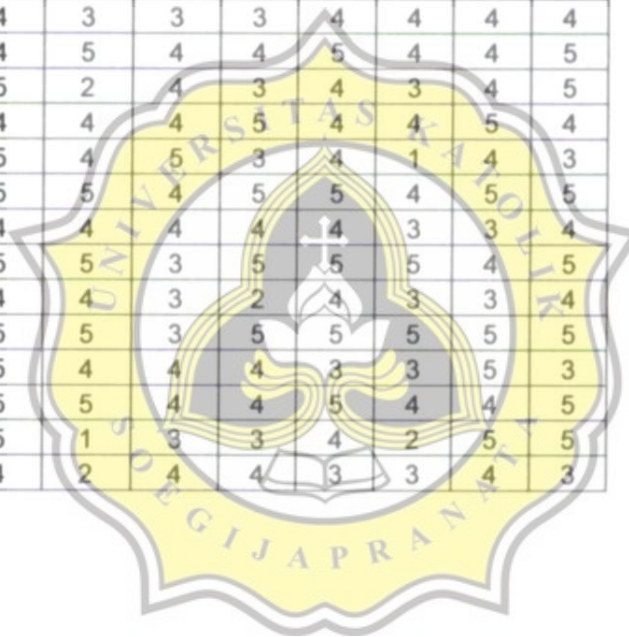 4 3 3 3 4 4 4 4
4 5 4 4 5 4 4 5
5 2 4 3 4 3 4 5
4 4 4 5 4 4 5 4
5 4 5 3 4 1 4 3
5 5 4 5 5 4 5 5
4 4 4 4 4 3 3 4
5 5 3 5 5 5 4 5
4 4 3 2 4 3 3 4
5 5 3 5 5 5 5 5
5 4 4 4 3 3 5 3
5 5 4 4 5 4 4 5
5 1 3 3 4 2 5 5
4 2 4 4 3 3 4 3
UNIVERSITAS KATOLIK
SOEGIJAPRANATA